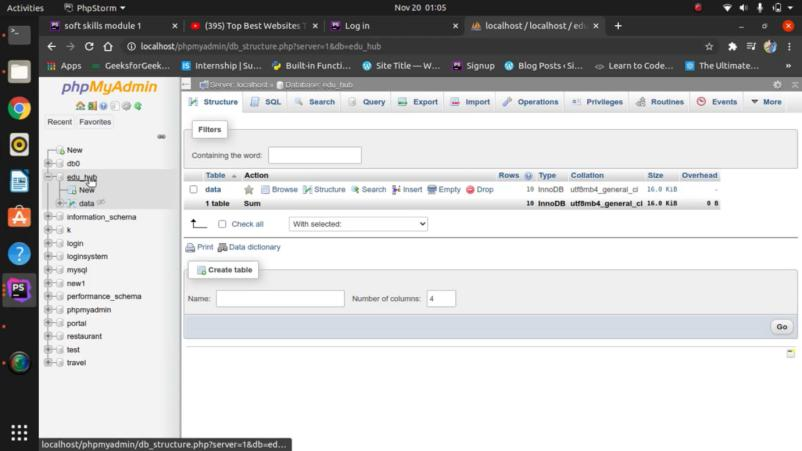 Activities PhpStorm Nov 20 01:05
soft skills module 1 (395) Top Best Websites T Log in localhost / localhost / edu
localhost/phpmyadmin/db_structure.php?server=1&db=edu_hub
Apps GeeksforGeek... Internship | Su... Built-in Functi... Site Title — W... Signup Blog Posts ‹ So... Learn to Code... The Ultimate...
phpMyAdmin
Recent Favorites
New
db0
edu_hub
New
data
information_schema
k
login
loginsystem
mysql
new1
performance_schema
phpmyadmin
portal
restaurant
test
travel
Server: localhost » Database: edu_hub
Structure SQL Search Query Export Import Operations Privileges Routines Events More
Filters
Containing the word:
Table Action Rows Type Collation Size Overhead
data Browse Structure Search Insert Empty Drop 10 InnoDB utf8mb4_general_ci 16.0 KiB -
1 table Sum 10 InnoDB utf8mb4_general_ci 16.0 KiB 0 B
Check all With selected:
Print Data dictionary
Create table
Name: Number of columns: 4
Go
localhost/phpmyadmin/db_structure.php?server=1&db=ed...